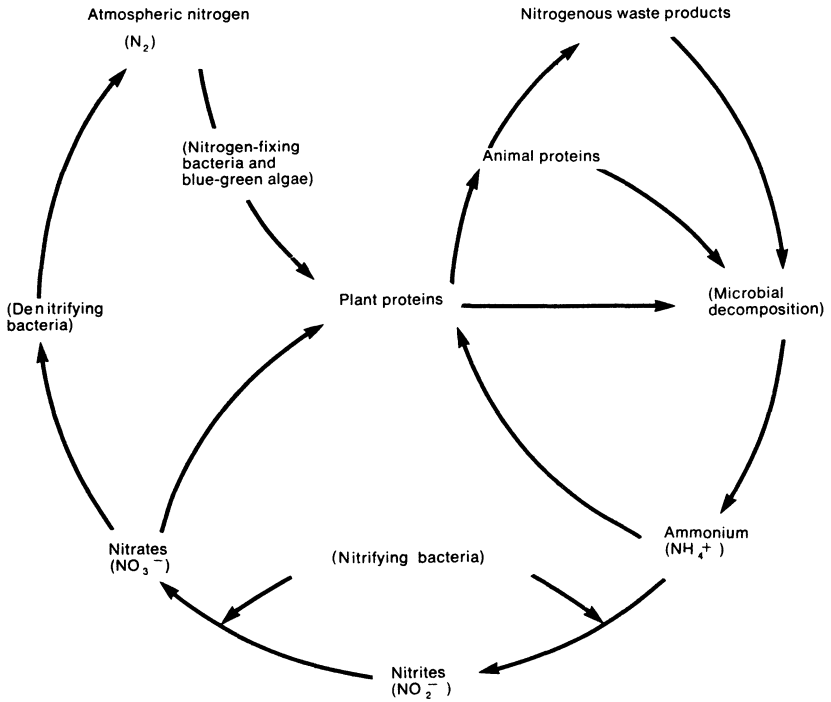 Atmospheric nitrogen
(N₂)
Nitrogenous waste products
(Nitrogen-fixing
bacteria and
blue-green algae)
Animal proteins
(Denitrifying
bacteria)
Plant proteins
(Microbial
decomposition)
Nitrates
(NO₃⁻)
(Nitrifying bacteria)
Ammonium
(NH₄⁺)
Nitrites
(NO₂⁻)